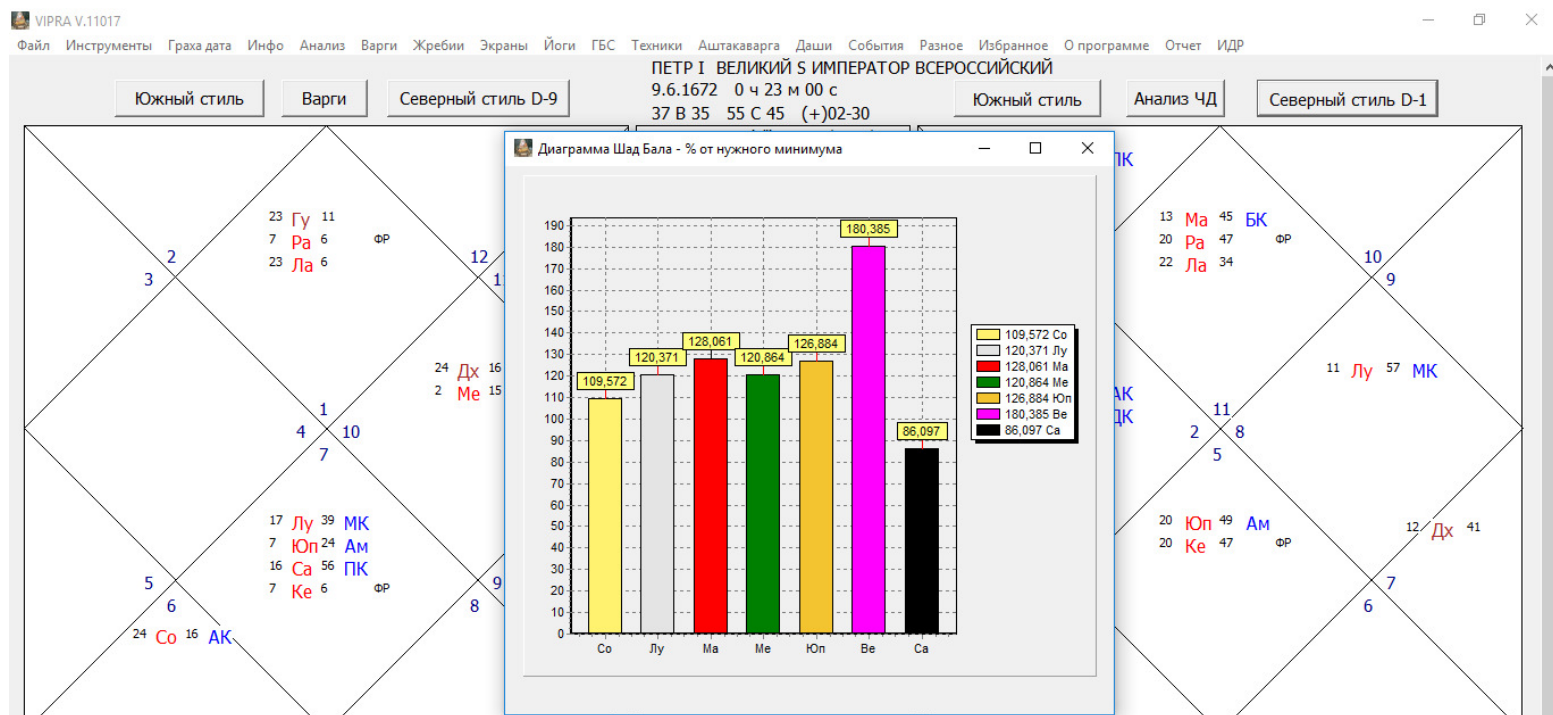 VIPRA V.11017
Файл Инструменты Граха дата Инфо Анализ Варги Жребии Экраны Йоги ГБС Техники Аштакаварга Даши События Разное Избранное О программе Отчет ИДР
ПЕТР I ВЕЛИКИЙ S ИМПЕРАТОР ВСЕРОССИЙСКИЙ
9.6.1672 0 ч 23 м 00 с
37 В 35 55 С 45 (+)02-30
Южный стиль Варги Северный стиль D-9
Южный стиль Анализ ЧД Северный стиль D-1
23 Гу 11
7 Ра 6 ФР
23 Ла 6
2
3
12
24 Дх 16
2 Ме 15
1
4 10
7
17 Лу 39 МК
7 Юп 24 Ам
16 Са 56 ПК
7 Ке 6 ФР
5
6
9
8
24 Со 16 АК
Диаграмма Шад Бала - % от нужного минимума
190
180
170
160
150
140
130
120
110
100
90
80
70
60
50
40
30
20
10
0
109,572
120,371
128,061
120,864
126,884
180,385
86,097
Со Лу Ма Ме Юп Ве Са
109,572 Со
120,371 Лу
128,061 Ма
120,864 Ме
126,884 Юп
180,385 Ве
86,097 Са
ПК
13 Ма 45 БК
20 Ра 47 ФР
22 Ла 34
10
9
11 Лу 57 МК
АК
ДК
11
2 8
5
20 Юп 49 Ам
20 Ке 47 ФР
12 Дх 41
7
6